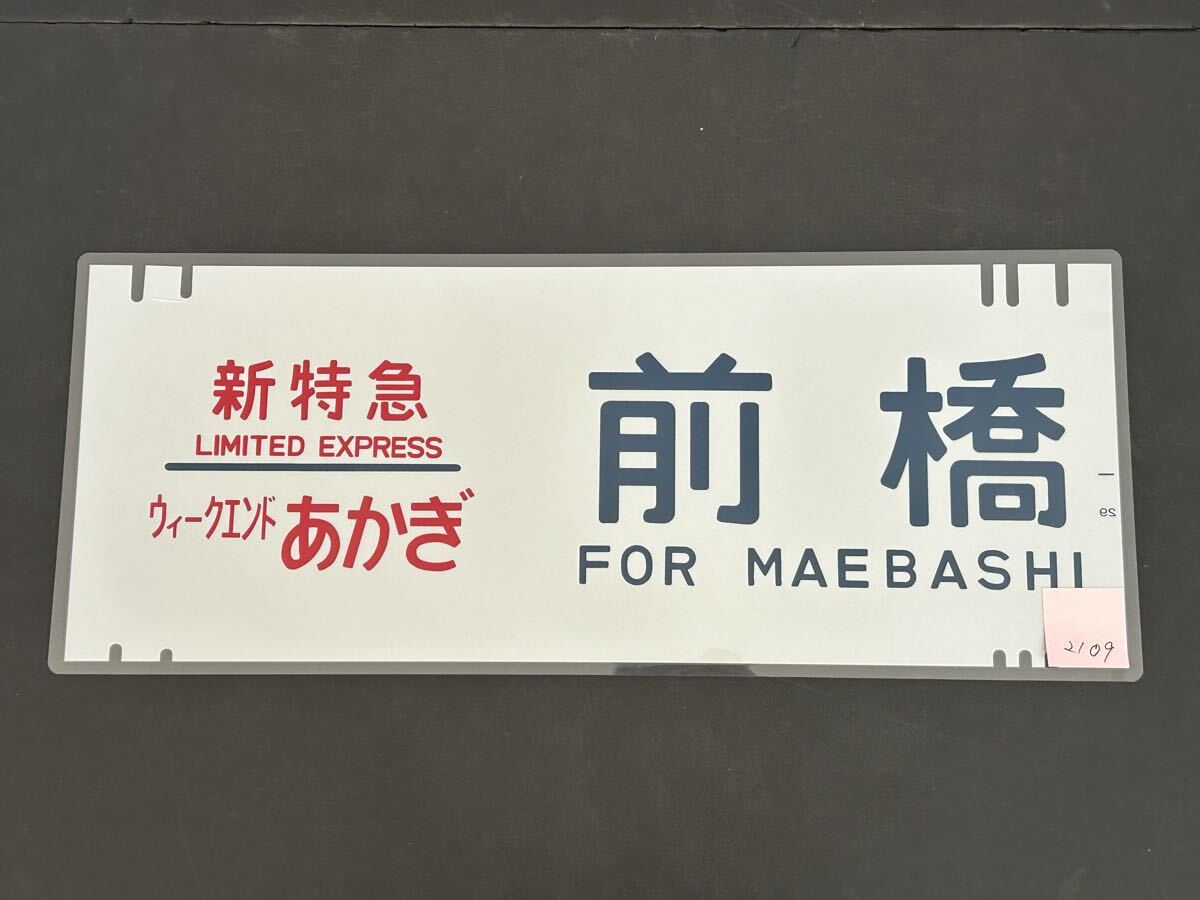 新特急
LIMITED EXPRESS
ウィークエンド あかぎ
前橋
FOR MAEBASHI
29
2109